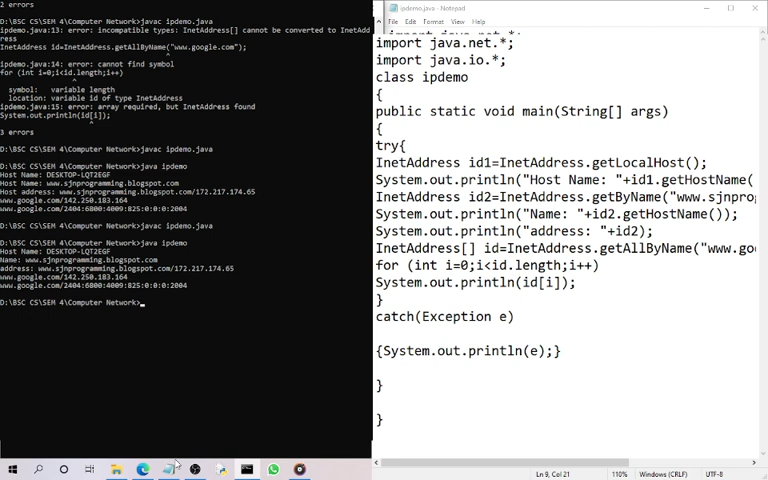 2 errors
D:\BSC CS\SEM 4\Computer Network>javac ipdemo.java
ipdemo.java:13: error: incompatible types: InetAddress[] cannot be converted to InetAdd
ress
InetAddress id=InetAddress.getAllByName("www.google.com");
^
ipdemo.java:14: error: cannot find symbol
for (int i=0;i<id.length;i++)
^
symbol: variable length
location: variable id of type InetAddress
ipdemo.java:15: error: array required, but InetAddress found
System.out.println(id[i]);
^
3 errors
D:\BSC CS\SEM 4\Computer Network>javac ipdemo.java
D:\BSC CS\SEM 4\Computer Network>java ipdemo
Host Name: DESKTOP-LQT2EGF
Host Name: www.sjnprogramming.blogspot.com
Host address: www.sjnprogramming.blogspot.com/172.217.174.65
www.google.com/142.250.183.164
www.google.com/2404:6800:4009:825:0:0:0:2004
D:\BSC CS\SEM 4\Computer Network>javac ipdemo.java
D:\BSC CS\SEM 4\Computer Network>java ipdemo
Host Name: DESKTOP-LQT2EGF
Name: www.sjnprogramming.blogspot.com
address: www.sjnprogramming.blogspot.com/172.217.174.65
www.google.com/142.250.183.164
www.google.com/2404:6800:4009:825:0:0:0:2004
D:\BSC CS\SEM 4\Computer Network>
ipdemo.java - Notepad
File Edit Format View Help
import java.net.*;
import java.io.*;
class ipdemo
{
public static void main(String[] args)
{
try{
InetAddress id1=InetAddress.getLocalHost();
System.out.println("Host Name: "+id1.getHostName(
InetAddress id2=InetAddress.getByName("www.sjnpro
System.out.println("Name: "+id2.getHostName());
System.out.println("address: "+id2);
InetAddress[] id=InetAddress.getAllByName("www.go
for (int i=0;i<id.length;i++)
System.out.println(id[i]);
}
catch(Exception e)
{System.out.println(e);}
}
}
Ln 9, Col 21 110% Windows (CRLF) UTF-8